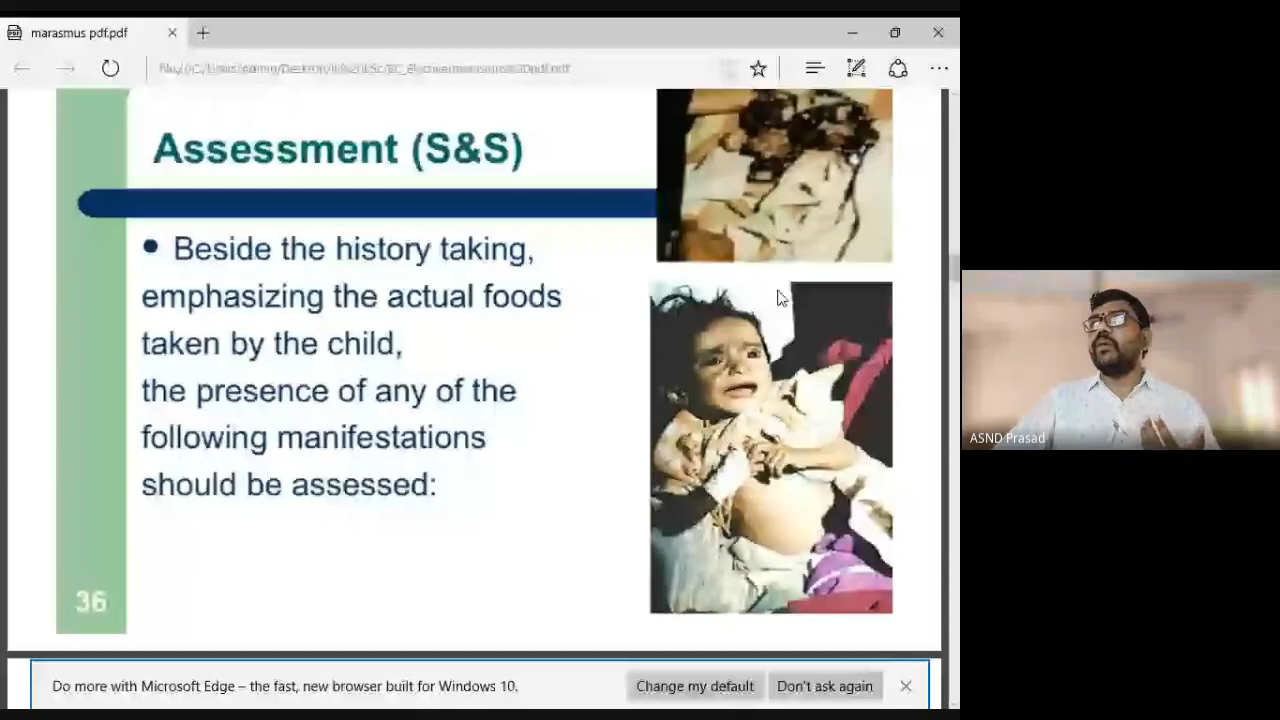 marasmus pdf.pdf
Assessment (S&S)
• Beside the history taking,
emphasizing the actual foods
taken by the child,
the presence of any of the
following manifestations
should be assessed:
36
ASND Prasad
Do more with Microsoft Edge – the fast, new browser built for Windows 10.
Change my default
Don't ask again